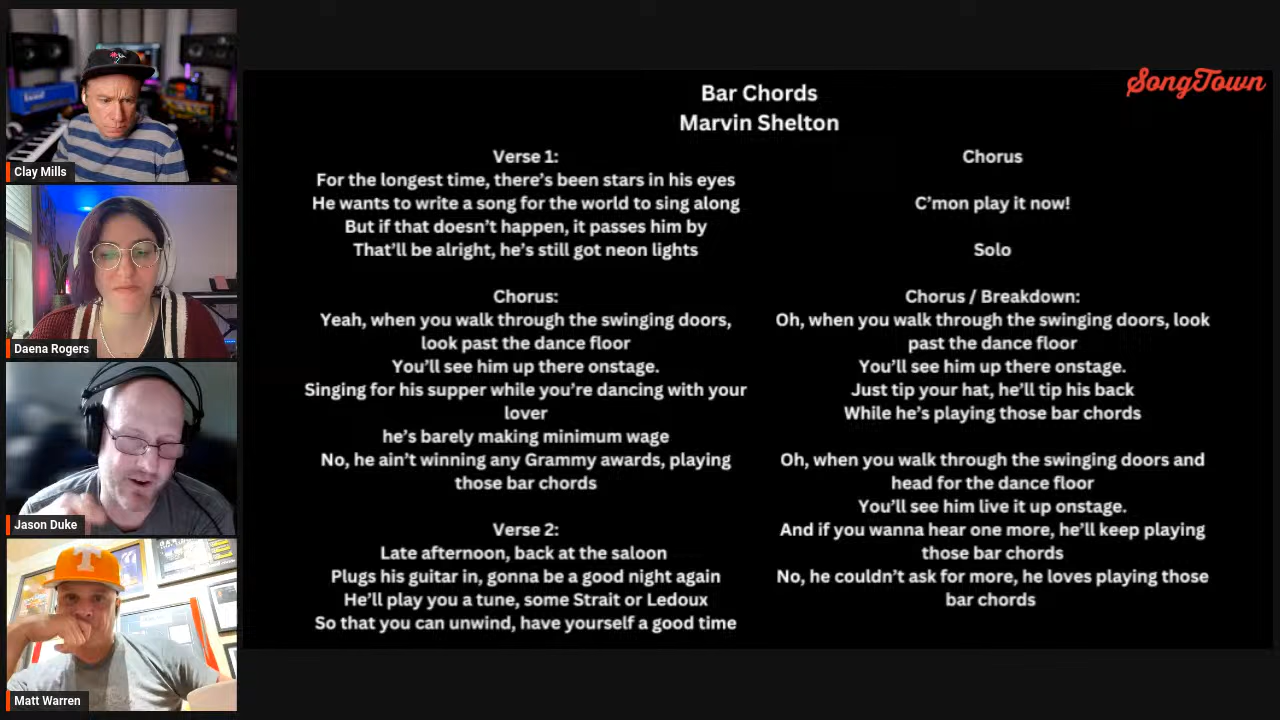 SongTown
Bar Chords
Marvin Shelton
Verse 1:
For the longest time, there's been stars in his eyes
He wants to write a song for the world to sing along
But if that doesn't happen, it passes him by
That'll be alright, he's still got neon lights
Chorus:
Yeah, when you walk through the swinging doors,
look past the dance floor
You'll see him up there onstage.
Singing for his supper while you're dancing with your
lover
he's barely making minimum wage
No, he ain't winning any Grammy awards, playing
those bar chords
Verse 2:
Late afternoon, back at the saloon
Plugs his guitar in, gonna be a good night again
He'll play you a tune, some Strait or Ledoux
So that you can unwind, have yourself a good time
Chorus
C'mon play it now!
Solo
Chorus / Breakdown:
Oh, when you walk through the swinging doors, look
past the dance floor
You'll see him up there onstage.
Just tip your hat, he'll tip his back
While he's playing those bar chords
Oh, when you walk through the swinging doors and
head for the dance floor
You'll see him live it up onstage.
And if you wanna hear one more, he'll keep playing
those bar chords
No, he couldn't ask for more, he loves playing those
bar chords
Clay Mills
Daena Rogers
Jason Duke
T
Matt Warren